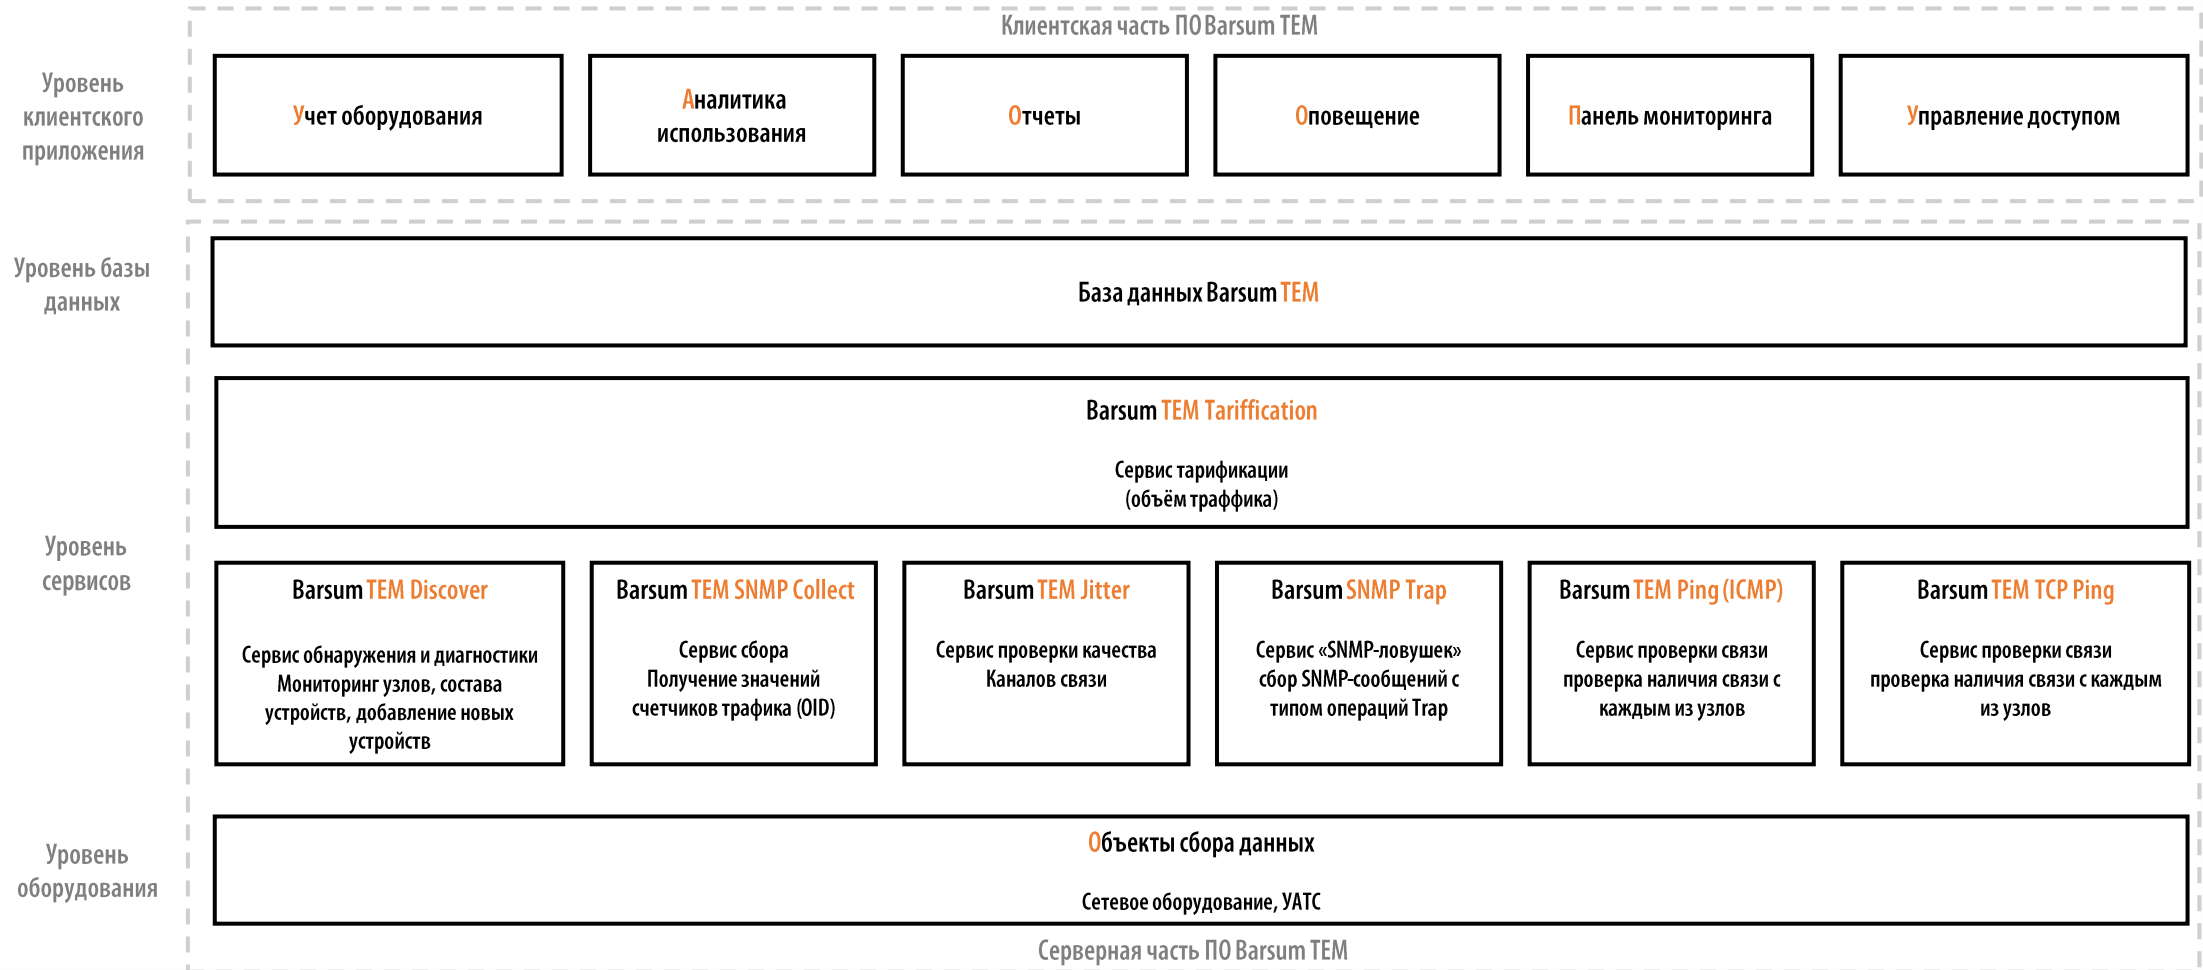 Клиентская часть ПО Barsum TEM
Уровень
клиентского
приложения
Учет оборудования
Аналитика
использования
Отчеты
Оповещение
Панель мониторинга
Управление доступом
Уровень базы
данных
База данных Barsum TEM
Barsum TEM Tariffication
Сервис тарификации
(объём траффика)
Уровень
сервисов
Barsum TEM Discover
Сервис обнаружения и диагностики
Мониторинг узлов, состава
устройств, добавление новых
устройств
Barsum TEM SNMP Collect
Сервис сбора
Получение значений
счетчиков трафика (OID)
Barsum TEM Jitter
Сервис проверки качества
Каналов связи
Barsum SNMP Trap
Сервис «SNMP-ловушек»
сбор SNMP-сообщений с
типом операций Trap
Barsum TEM Ping (ICMP)
Сервис проверки связи
проверка наличия связи с
каждым из узлов
Barsum TEM TCP Ping
Сервис проверки связи
проверка наличия связи с каждым
из узлов
Уровень
оборудования
Объекты сбора данных
Сетевое оборудование, УАТС
Серверная часть ПО Barsum TEM